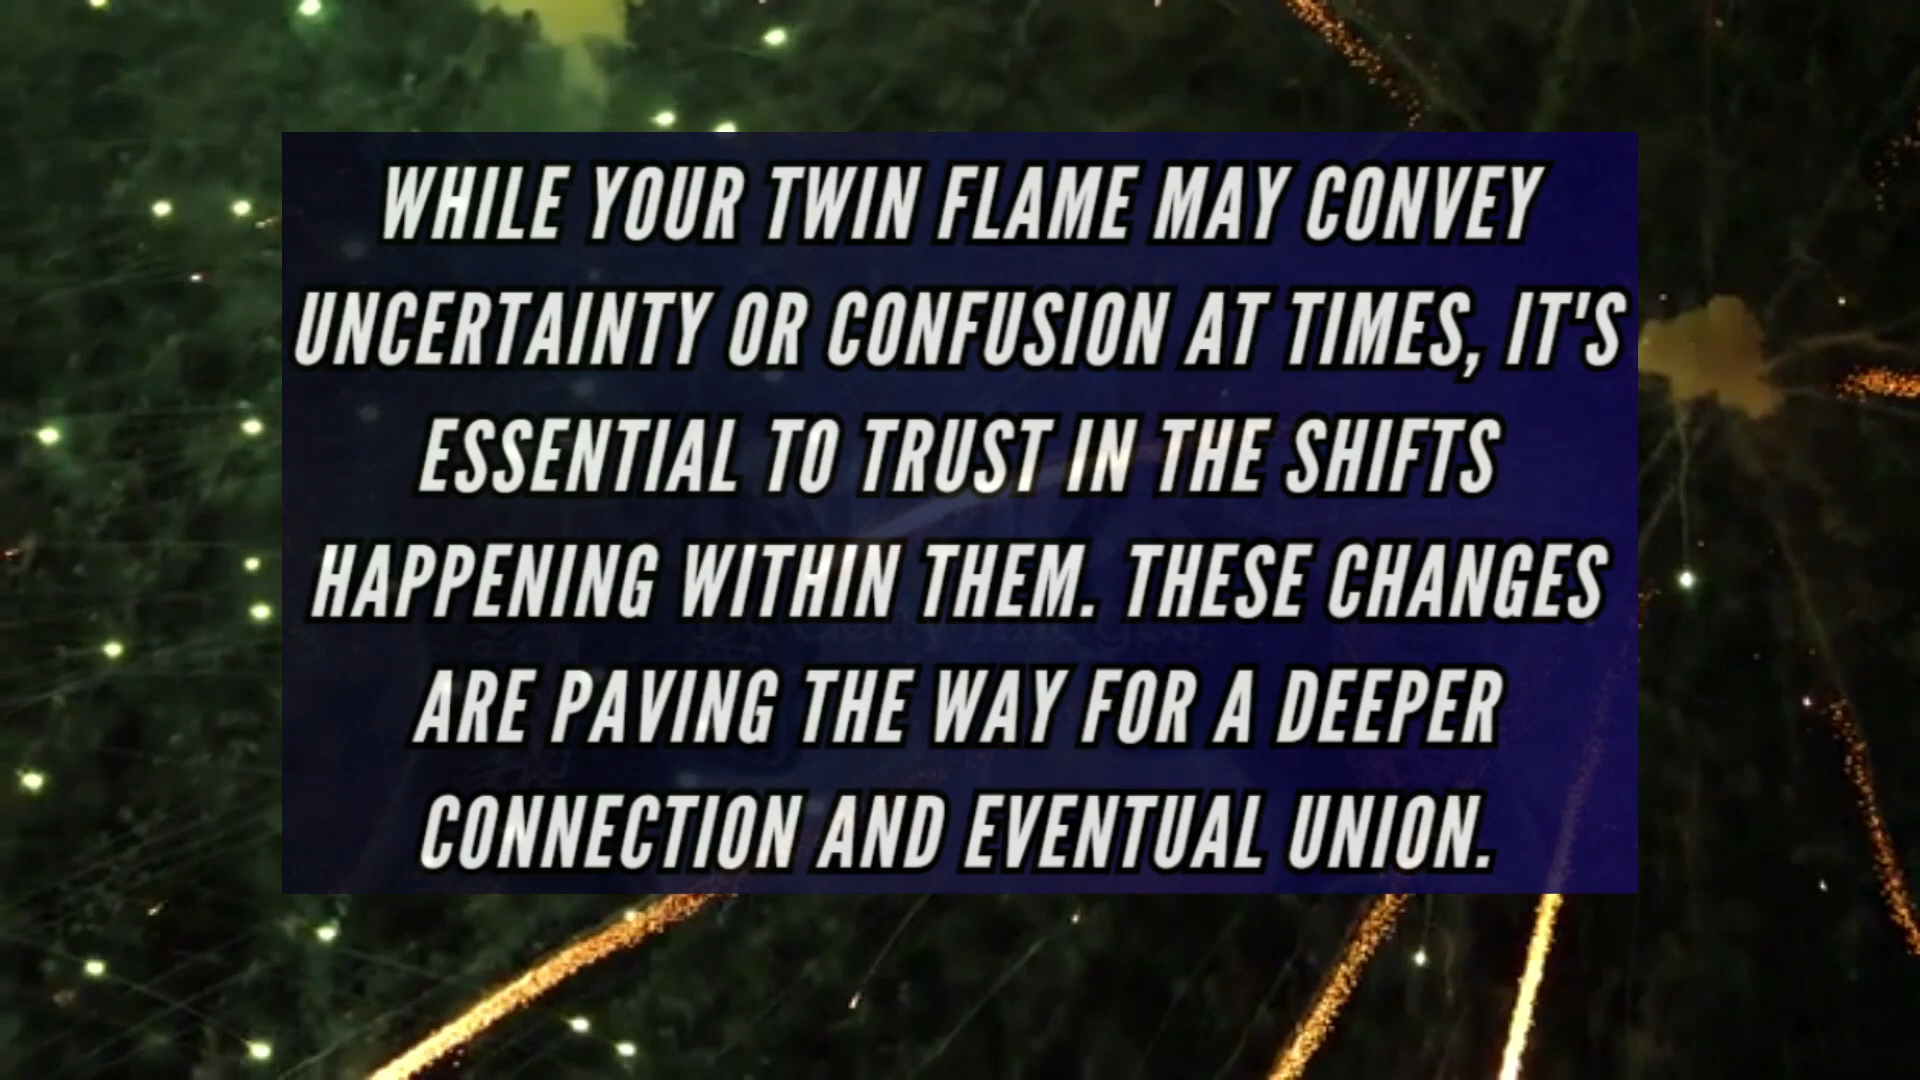 WHILE YOUR TWIN FLAME MAY CONVEY
UNCERTAINTY OR CONFUSION AT TIMES, IT'S
ESSENTIAL TO TRUST IN THE SHIFTS
HAPPENING WITHIN THEM. THESE CHANGES
ARE PAVING THE WAY FOR A DEEPER
CONNECTION AND EVENTUAL UNION.